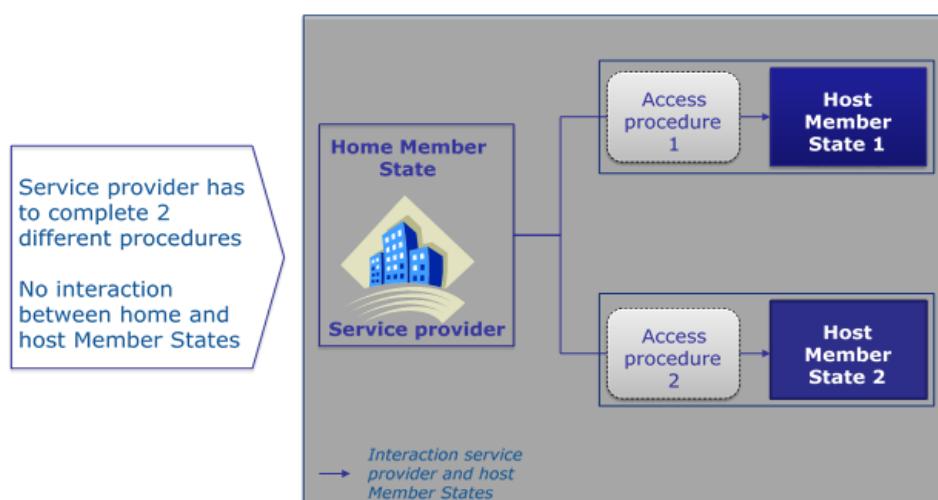 Service provider has
to complete 2
different procedures
No interaction
between home and
host Member States
Home Member
State
Service provider
Access
procedure
1
Host
Member
State 1
Access
procedure
2
Host
Member
State 2
Interaction service
provider and host
Member States